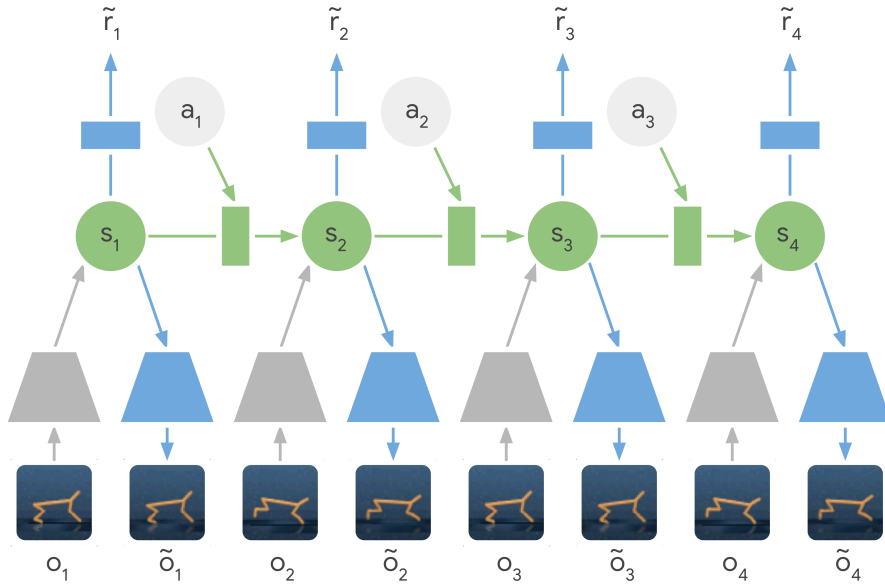 r̃₁ r̃₂ r̃₃ r̃₄
a₁ a₂ a₃
s₁ s₂ s₃ s₄
o₁ õ₁ o₂ õ₂ o₃ õ₃ o₄ õ₄